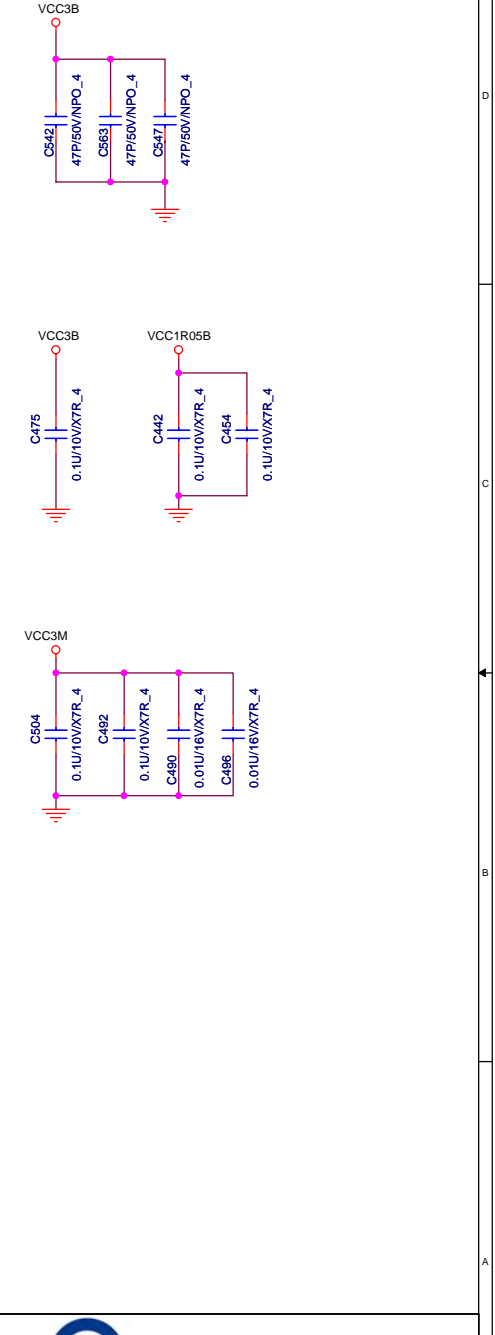 VCC3B
C542
47P/50V/NPO_4
C563
47P/50V/NPO_4
C547
47P/50V/NPO_4
D
VCC3B
C475
0.1U/10V/X7R_4
VCC1R05B
C442
0.1U/10V/X7R_4
C454
0.1U/10V/X7R_4
C
VCC3M
C504
0.1U/10V/X7R_4
C492
0.1U/10V/X7R_4
C490
0.01U/16V/X7R_4
C496
0.01U/16V/X7R_4
B
A